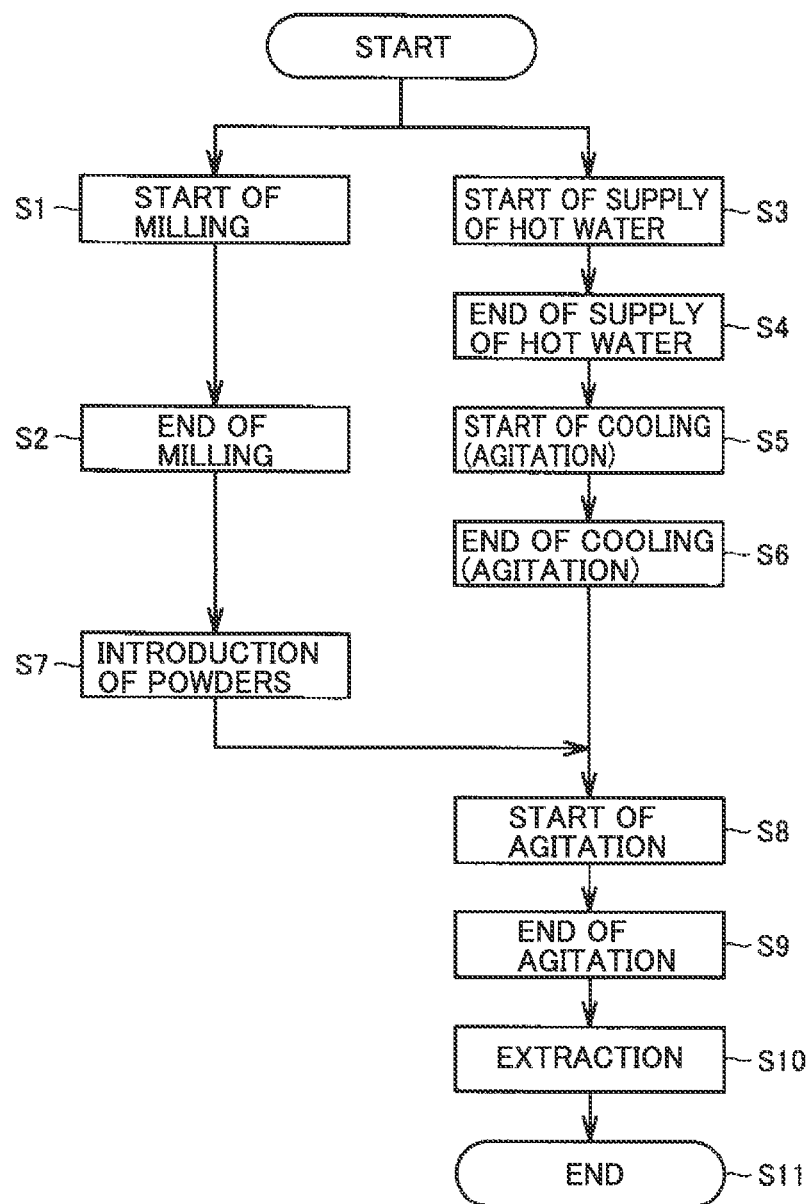 START
S1
START OF
MILLING
START OF SUPPLY
OF HOT WATER
S3
END OF SUPPLY
OF HOT WATER
S4
S2
END OF
MILLING
START OF COOLING
(AGITATION)
S5
END OF COOLING
(AGITATION)
S6
S7
INTRODUCTION
OF POWDERS
START OF
AGITATION
S8
END OF
AGITATION
S9
EXTRACTION
S10
END
S11